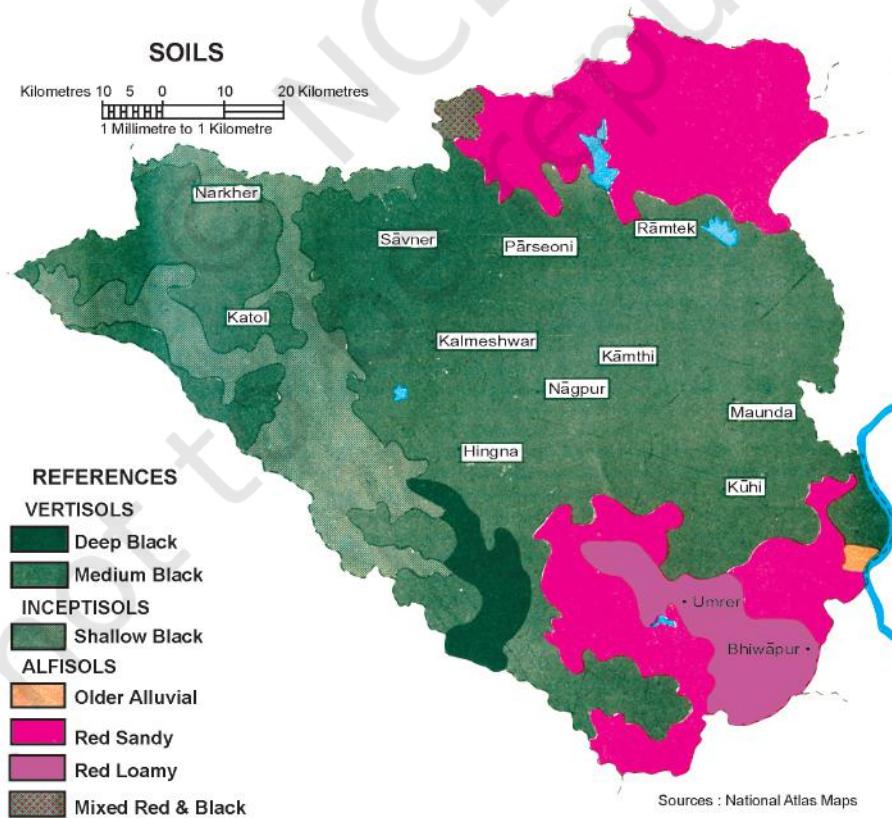 SOILS
Kilometres 10 5 0 10 20 Kilometres
1 Millimetre to 1 Kilometre
Narkher
Sāvner
Pārseoni
Rāmtek
Katol
Kalmeshwar
Kāmthi
Nāgpur
Maunda
Hingna
Kūhi
Umrer
Bhiwāpur
REFERENCES
VERTISOLS
Deep Black
Medium Black
INCEPTISOLS
Shallow Black
ALFISOLS
Older Alluvial
Red Sandy
Red Loamy
Mixed Red & Black
Sources : National Atlas Maps